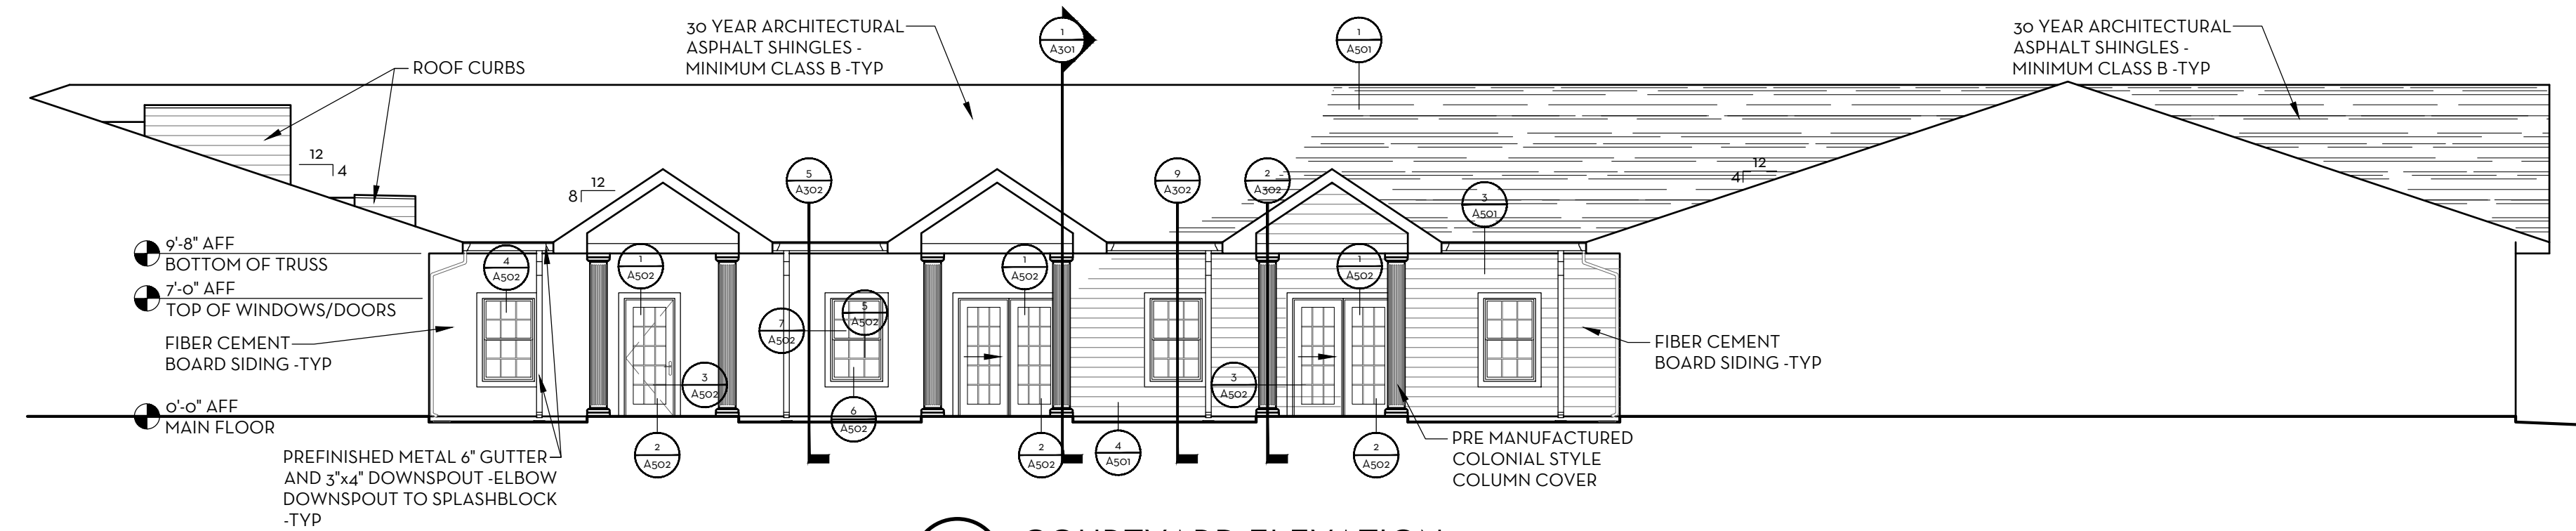 30 YEAR ARCHITECTURAL
ASPHALT SHINGLES -
MINIMUM CLASS B -TYP
1
A301
1
A501
30 YEAR ARCHITECTURAL
ASPHALT SHINGLES -
MINIMUM CLASS B -TYP
ROOF CURBS
12
4
12
8
5
A302
9
A302
2
A302
12
4
3
A501
9'-8" AFF
BOTTOM OF TRUSS
7'-0" AFF
TOP OF WINDOWS/DOORS
FIBER CEMENT
BOARD SIDING -TYP
0'-0" AFF
MAIN FLOOR
4
A502
1
A502
1
A502
1
A502
7
A502
5
A502
3
A502
3
A502
6
A502
FIBER CEMENT
BOARD SIDING -TYP
2
A502
2
A502
4
A501
2
A502
PREFINISHED METAL 6" GUTTER
AND 3"x4" DOWNSPOUT -ELBOW
DOWNSPOUT TO SPLASHBLOCK
-TYP
PRE MANUFACTURED
COLONIAL STYLE
COLUMN COVER
COURTYARD ELEVATION